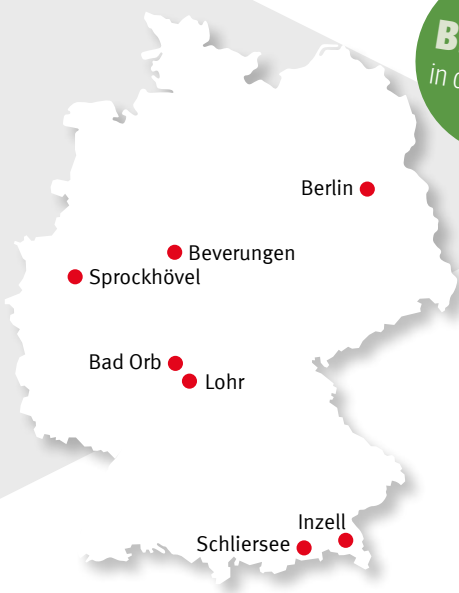 Berlin
Beverungen
Sprockhövel
Bad Orb
Lohr
Inzell
Schliersee